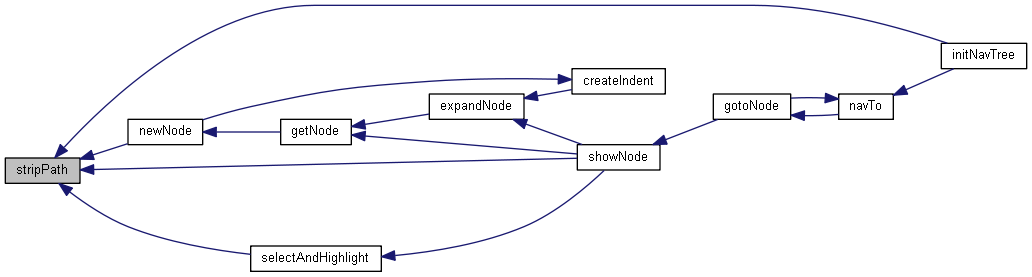 initNavTree
createIndent
expandNode
gotoNode
navTo
newNode
getNode
showNode
stripPath
selectAndHighlight